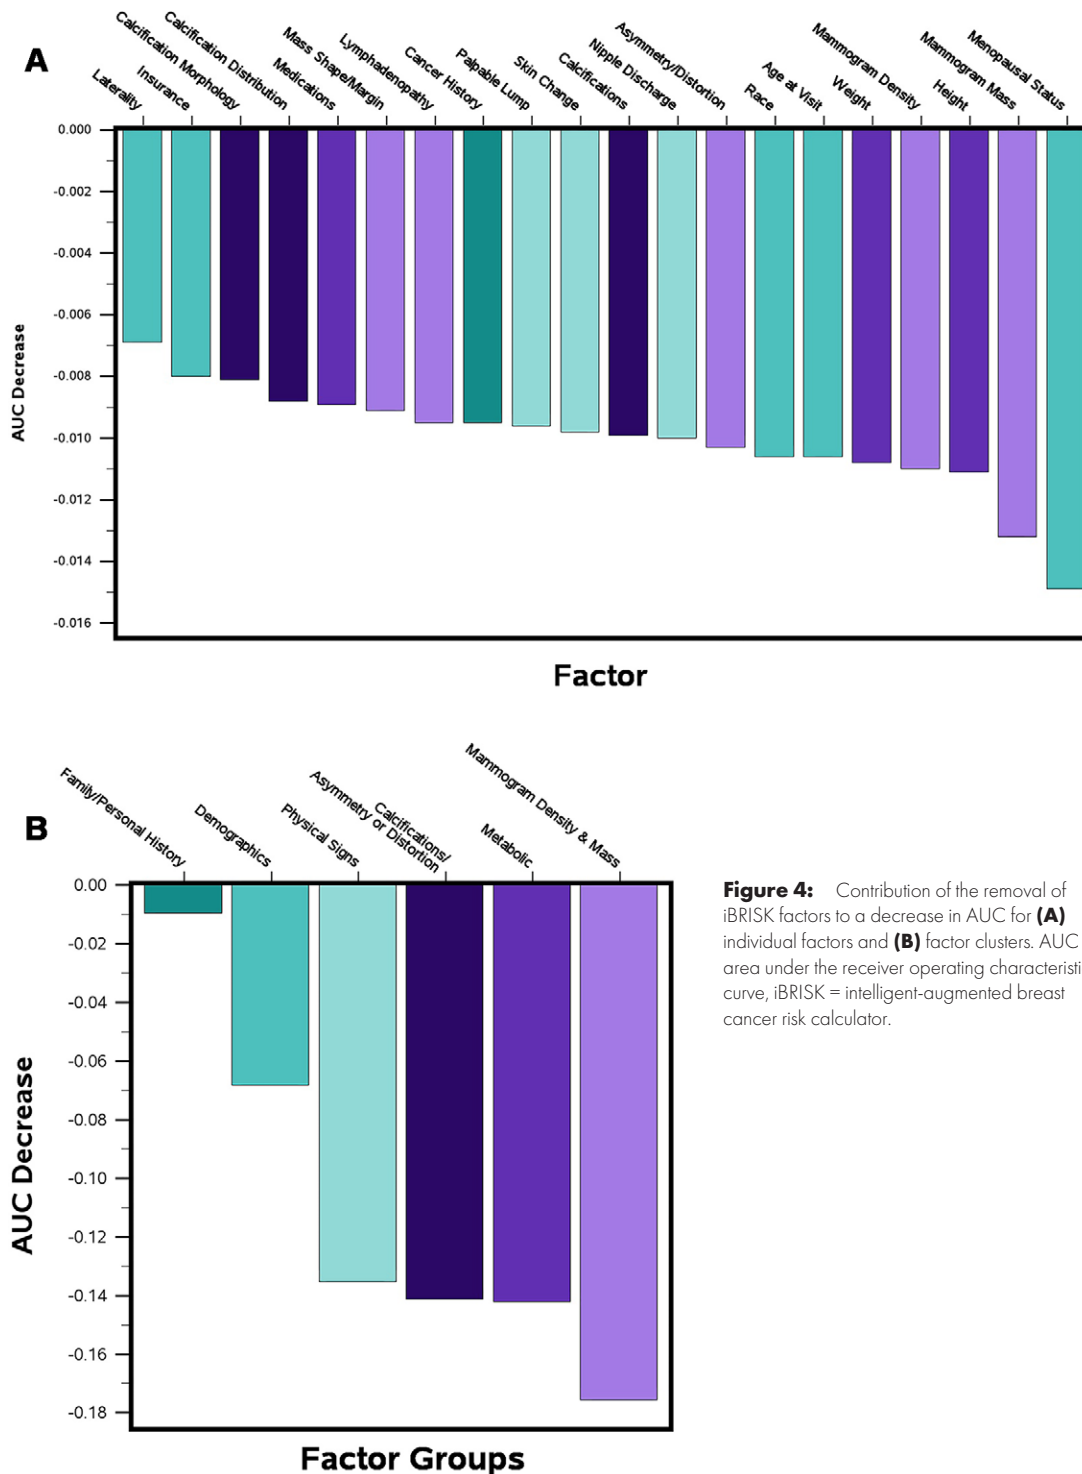 A
Laterality
Insurance
Calcification Morphology
Calcification Distribution
Medications
Mass Shape/Margin
Lymphadenopathy
Cancer History
Palpable Lump
Skin Change
Calcifications
Nipple Discharge
Asymmetry/Distortion
Race
Age at Visit
Weight
Mammogram Density
Height
Mammogram Mass
Menopausal Status
0.000
-0.002
-0.004
-0.006
-0.008
-0.010
-0.012
-0.014
-0.016
AUC Decrease
Factor
B
Family/Personal History
Demographics
Physical Signs
Calcifications/
Asymmetry or Distortion
Metabolic
Mammogram Density & Mass
0.00
-0.02
-0.04
-0.06
-0.08
-0.10
-0.12
-0.14
-0.16
-0.18
AUC Decrease
Factor Groups
Figure 4: Contribution of the removal of
iBRISK factors to a decrease in AUC for (A)
individual factors and (B) factor clusters. AUC
area under the receiver operating characteristi
curve, iBRISK = intelligent-augmented breast
cancer risk calculator.